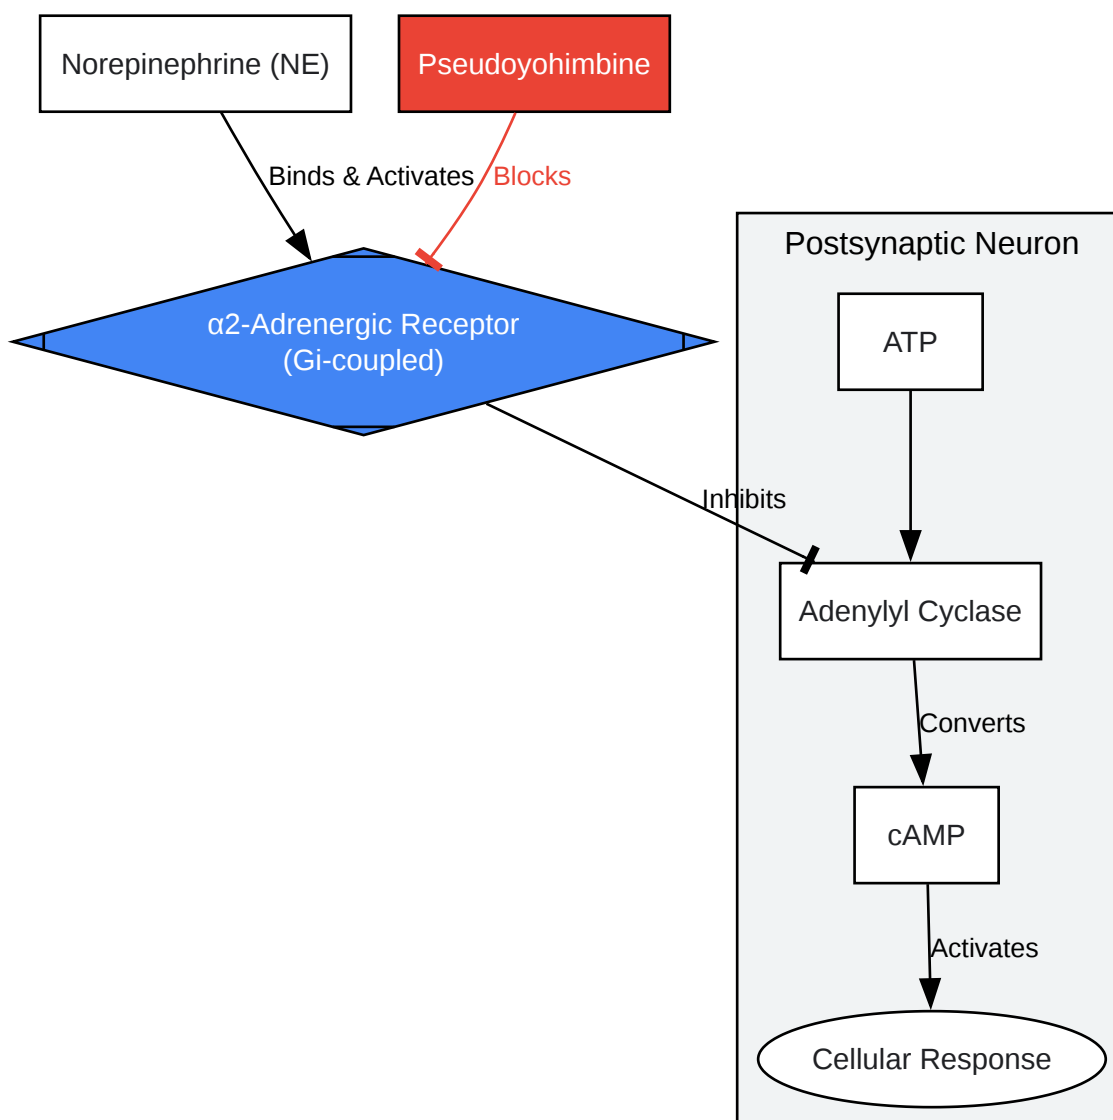 Norepinephrine (NE)
Pseudoyohimbine
Binds & Activates
Blocks
Postsynaptic Neuron
α2-Adrenergic Receptor
(Gi-coupled)
ATP
Inhibits
Adenylyl Cyclase
Converts
cAMP
Activates
Cellular Response